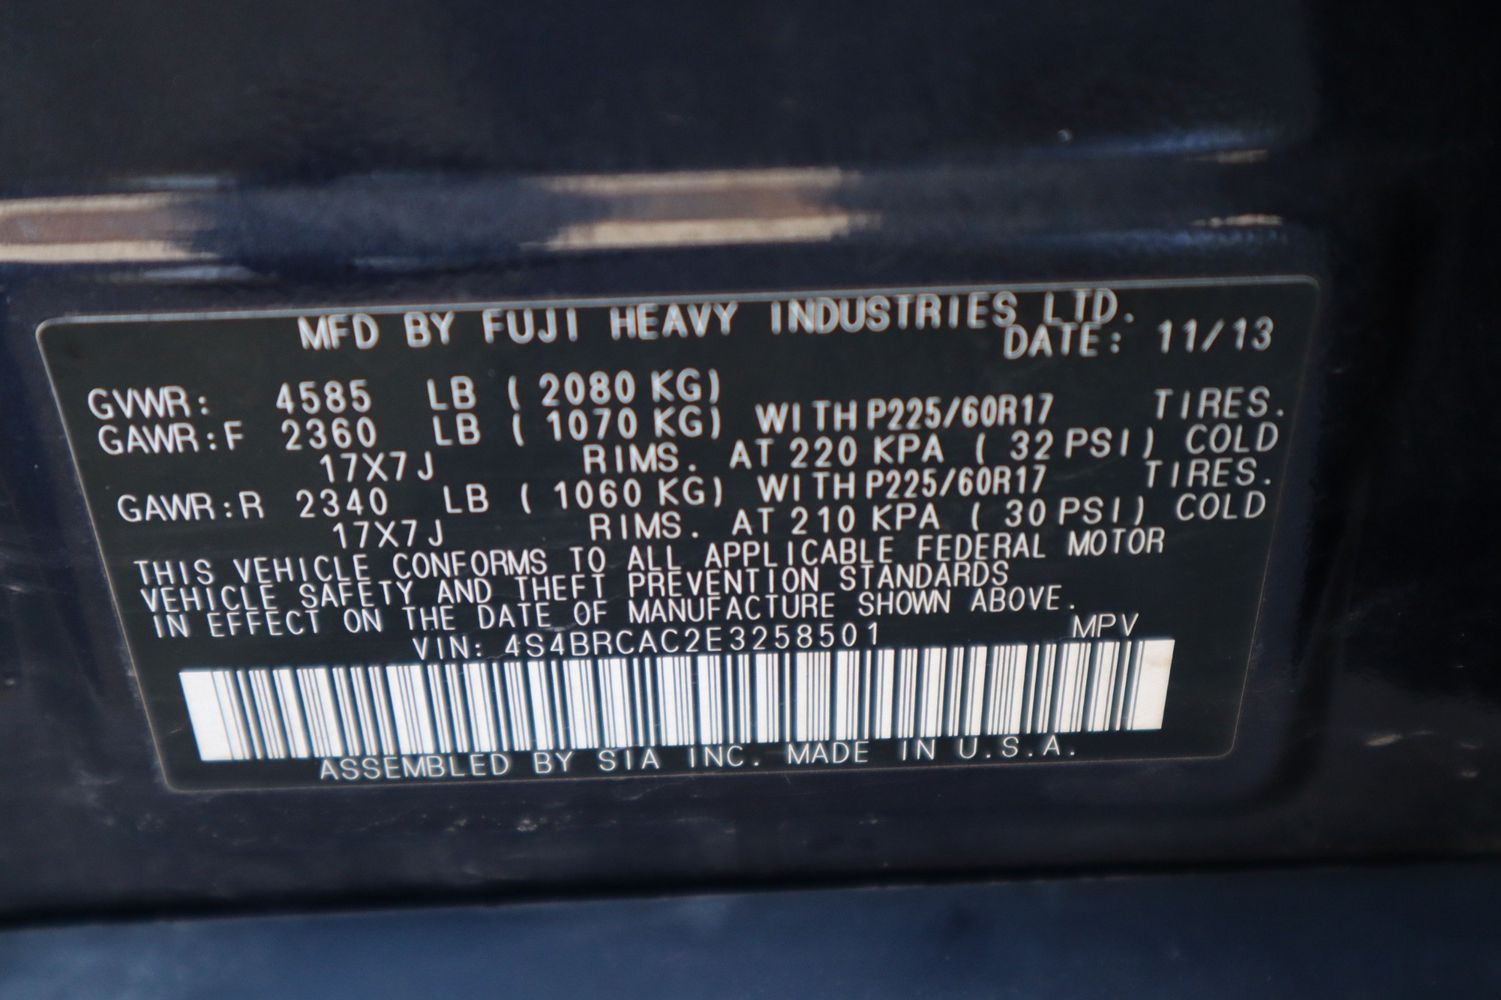 MFD BY FUJI HEAVY INDUSTRIES LTD.
DATE: 11/13
GVWR: 4585 LB ( 2080 KG)
GAWR:F 2360 LB ( 1070 KG) WITH P225/60R17 TIRES.
17X7J RIMS. AT 220 KPA ( 32 PSI) COLD
GAWR:R 2340 LB ( 1060 KG) WITH P225/60R17 TIRES.
17X7J RIMS. AT 210 KPA ( 30 PSI) COLD
THIS VEHICLE CONFORMS TO ALL APPLICABLE FEDERAL MOTOR
VEHICLE SAFETY AND THEFT PREVENTION STANDARDS
IN EFFECT ON THE DATE OF MANUFACTURE SHOWN ABOVE.
VIN: 4S4BRCAC2E3258501 MPV
ASSEMBLED BY SIA INC. MADE IN U.S.A.